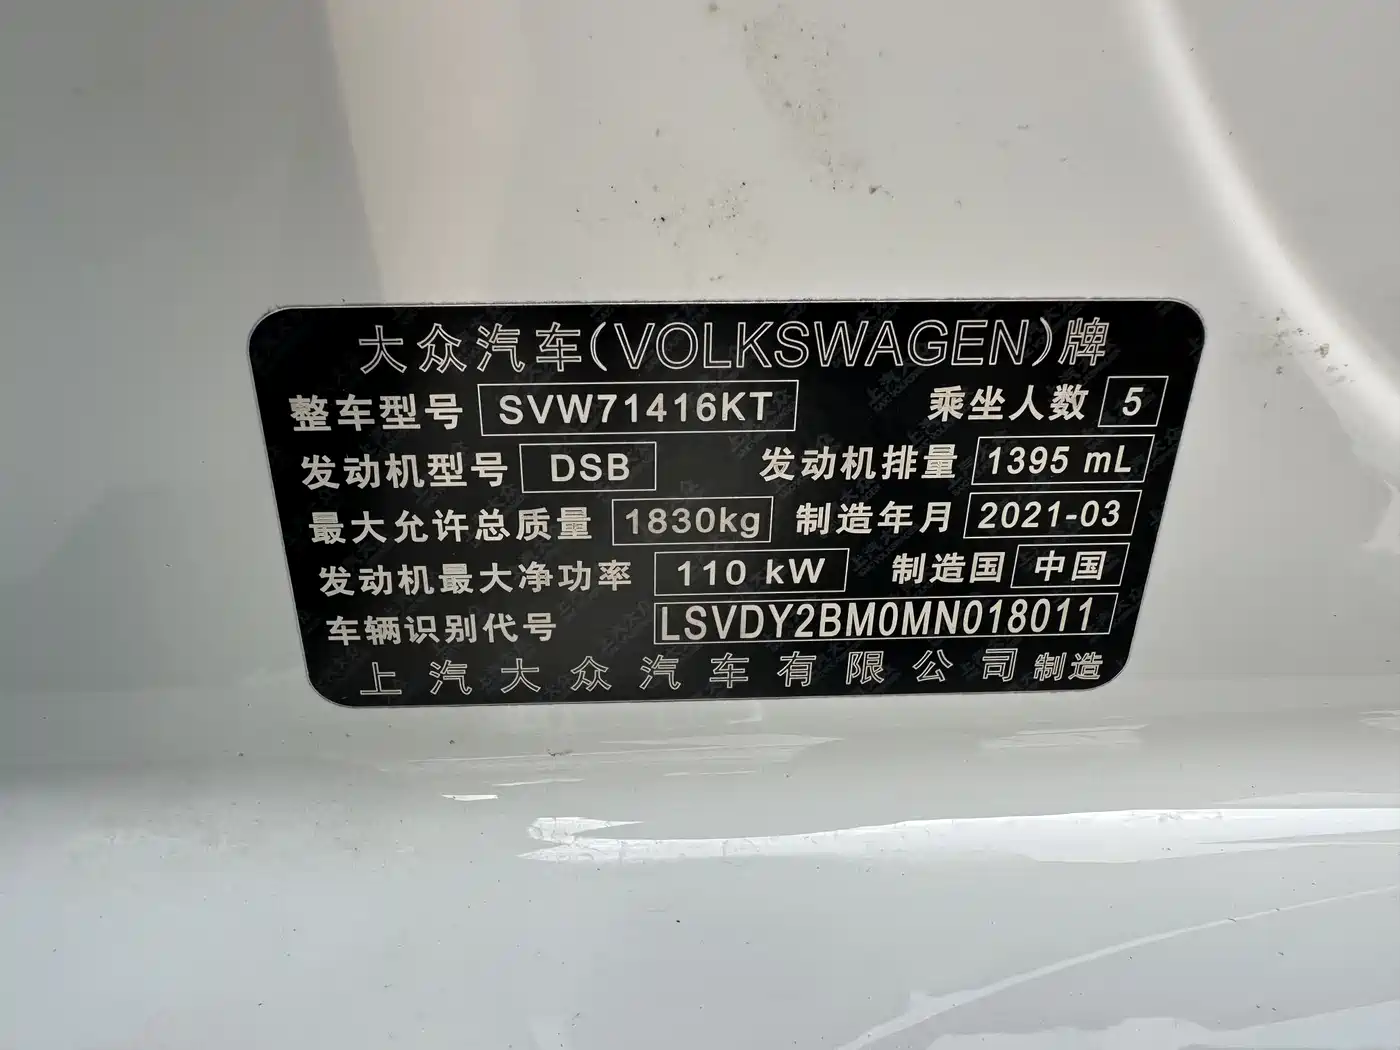 大众汽车(VOLKSWAGEN)牌
整车型号 SVW71416KT 乘坐人数 5
发动机型号 DSB 发动机排量 1395 mL
最大允许总质量 1830kg 制造年月 2021-03
发动机最大净功率 110 kW 制造国 中国
车辆识别代号 LSVDY2BM0MN018011
上汽大众汽车有限公司制造